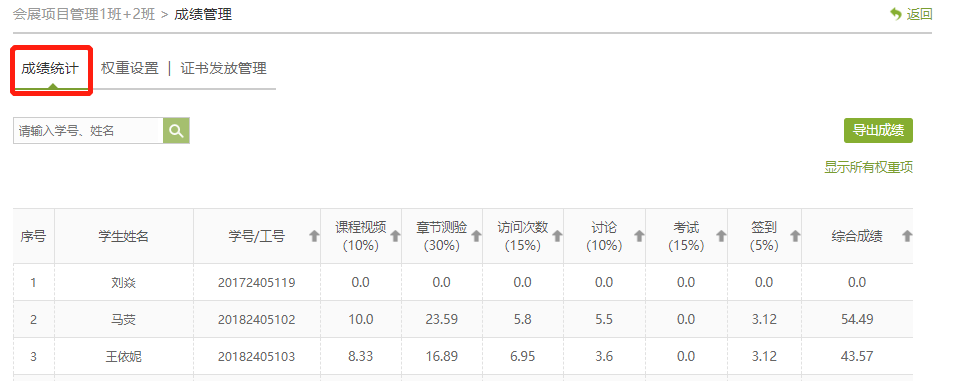 会展项目管理1班+2班 > 成绩管理 返回
成绩统计 权重设置 | 证书发放管理
请输入学号、姓名 导出成绩
显示所有权重项
序号 学生姓名 学号/工号 课程视频(10%) 章节测验(30%) 访问次数(15%) 讨论(10%) 考试(15%) 签到(5%) 综合成绩
1 刘焱 20172405119 0.0 0.0 0.0 0.0 0.0 0.0 0.0
2 马荧 20182405102 10.0 23.59 5.8 5.5 0.0 3.12 54.49
3 王依妮 20182405103 8.33 16.89 6.95 3.6 0.0 3.12 43.57